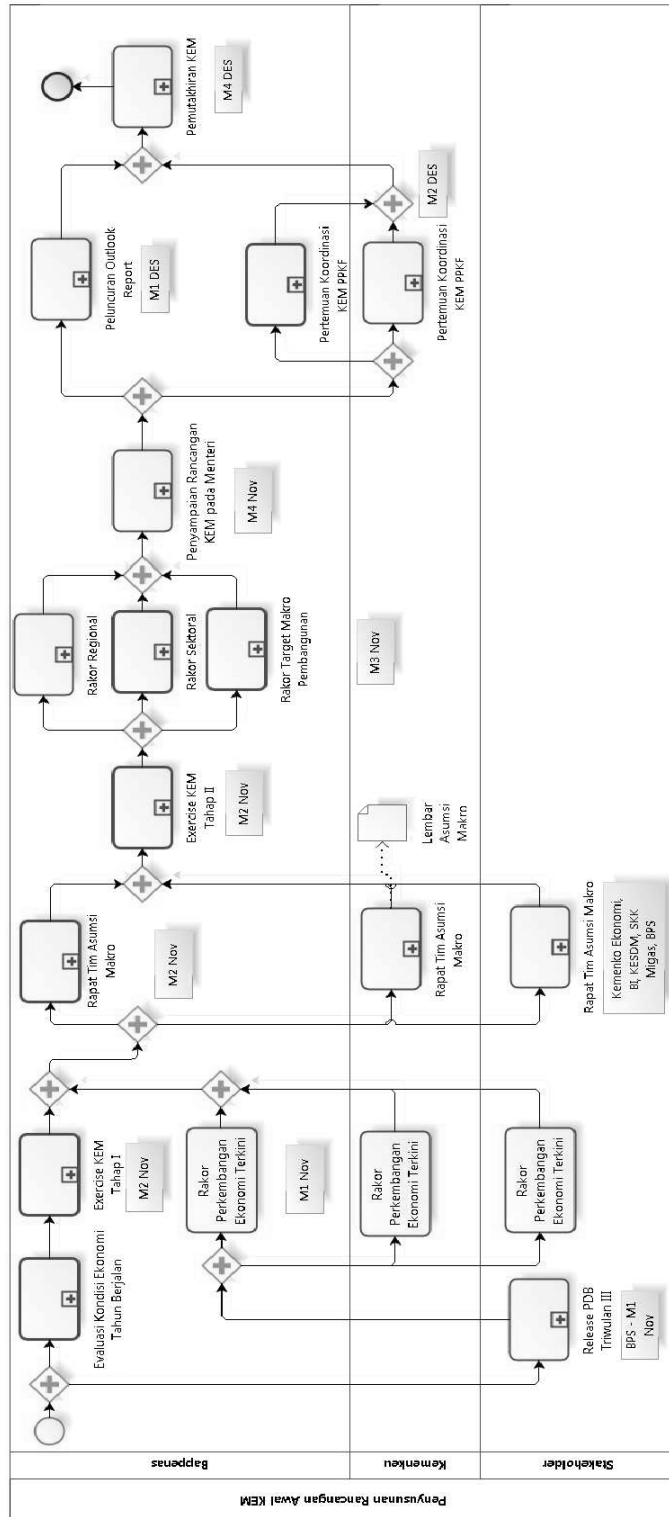 Penyusunan Rancangan Awal KEM
Bappenas
Evaluasi Kondisi Ekonomi
Tahun Berjalan
Exercise KEM
Tahap I
M2 Nov
Rakor
Perkembangan
Ekonomi Terkini
M1 Nov
Rapat Tim Asumsi
Makro
M2 Nov
Exercise KEM
Tahap II
M2 Nov
Rakor Regional
Rakor Sektoral
Rakor Target Makro
Pembangunan
Penyampaian Rancangan
KEM pada Menteri
M4 Nov
Peluncuran Outlook
Report
M1 DES
Pertemuan Koordinasi
KEM PPKF
Pemutakhiran KEM
M4 DES
Kemenkeu
Rakor
Perkembangan
Ekonomi Terkini
Rapat Tim Asumsi
Makro
Lembar
Asumsi
Makro
M3 Nov
Pertemuan Koordinasi
KEM PPKF
M2 DES
Stakeholder
Release PDB
Triwulan III
BPS - M1
Nov
Rakor
Perkembangan
Ekonomi Terkini
Rapat Tim Asumsi Makro
Kemenko Ekonomi,
BI, KESDM, SKK
Migas, BPS